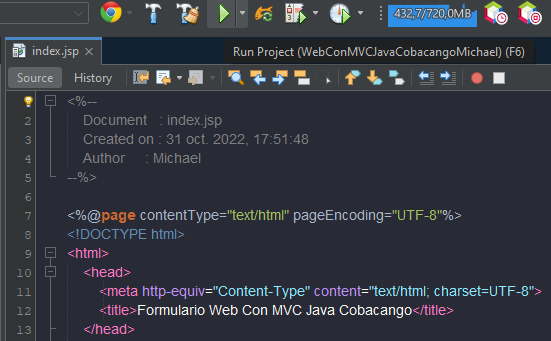 432,7/720,0MB
index.jsp
Run Project (WebConMVCJavaCobacangoMichael) (F6)
Source History
<%--
2 Document : index.jsp
3 Created on : 31 oct. 2022, 17:51:48
4 Author : Michael
5 --%>
6
7 <%@page contentType="text/html" pageEncoding="UTF-8"%>
8 <!DOCTYPE html>
9 <html>
10 <head>
11 <meta http-equiv="Content-Type" content="text/html; charset=UTF-8">
12 <title>Formulario Web Con MVC Java Cobacango</title>
13 </head>